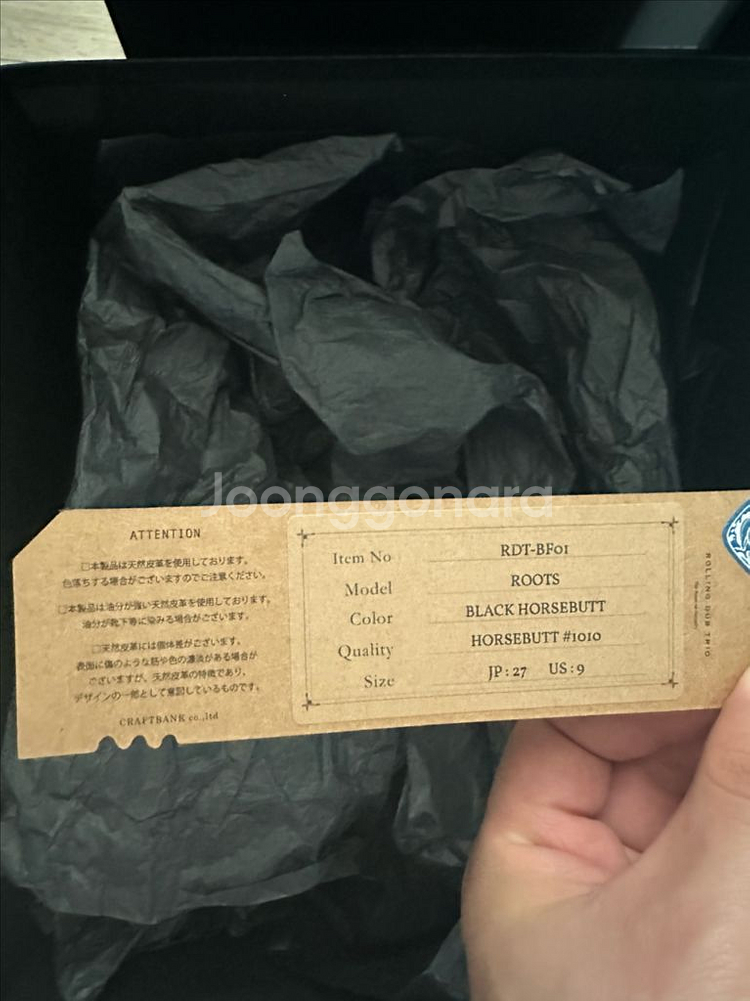 Joonggonara
ATTENTION
□本製品は天然皮革を使用しております。
色落ちする場合がございますのでご注意ください。
□本製品は油分が強い天然皮革を使用しております。
油分が靴下等に染みる場合がございます。
□天然皮革には個体差がございます。
表面に傷のような筋や色の濃淡がある場合が
ございますが、天然皮革の特徴であり、
デザインの一部として意図しているものです。
CRAFTBANK co.,ltd
Item No RDT-BF01
Model ROOTS
Color BLACK HORSEBUTT
Quality HORSEBUTT #1010
Size JP : 27 US : 9
ROLLING DUB TRIO